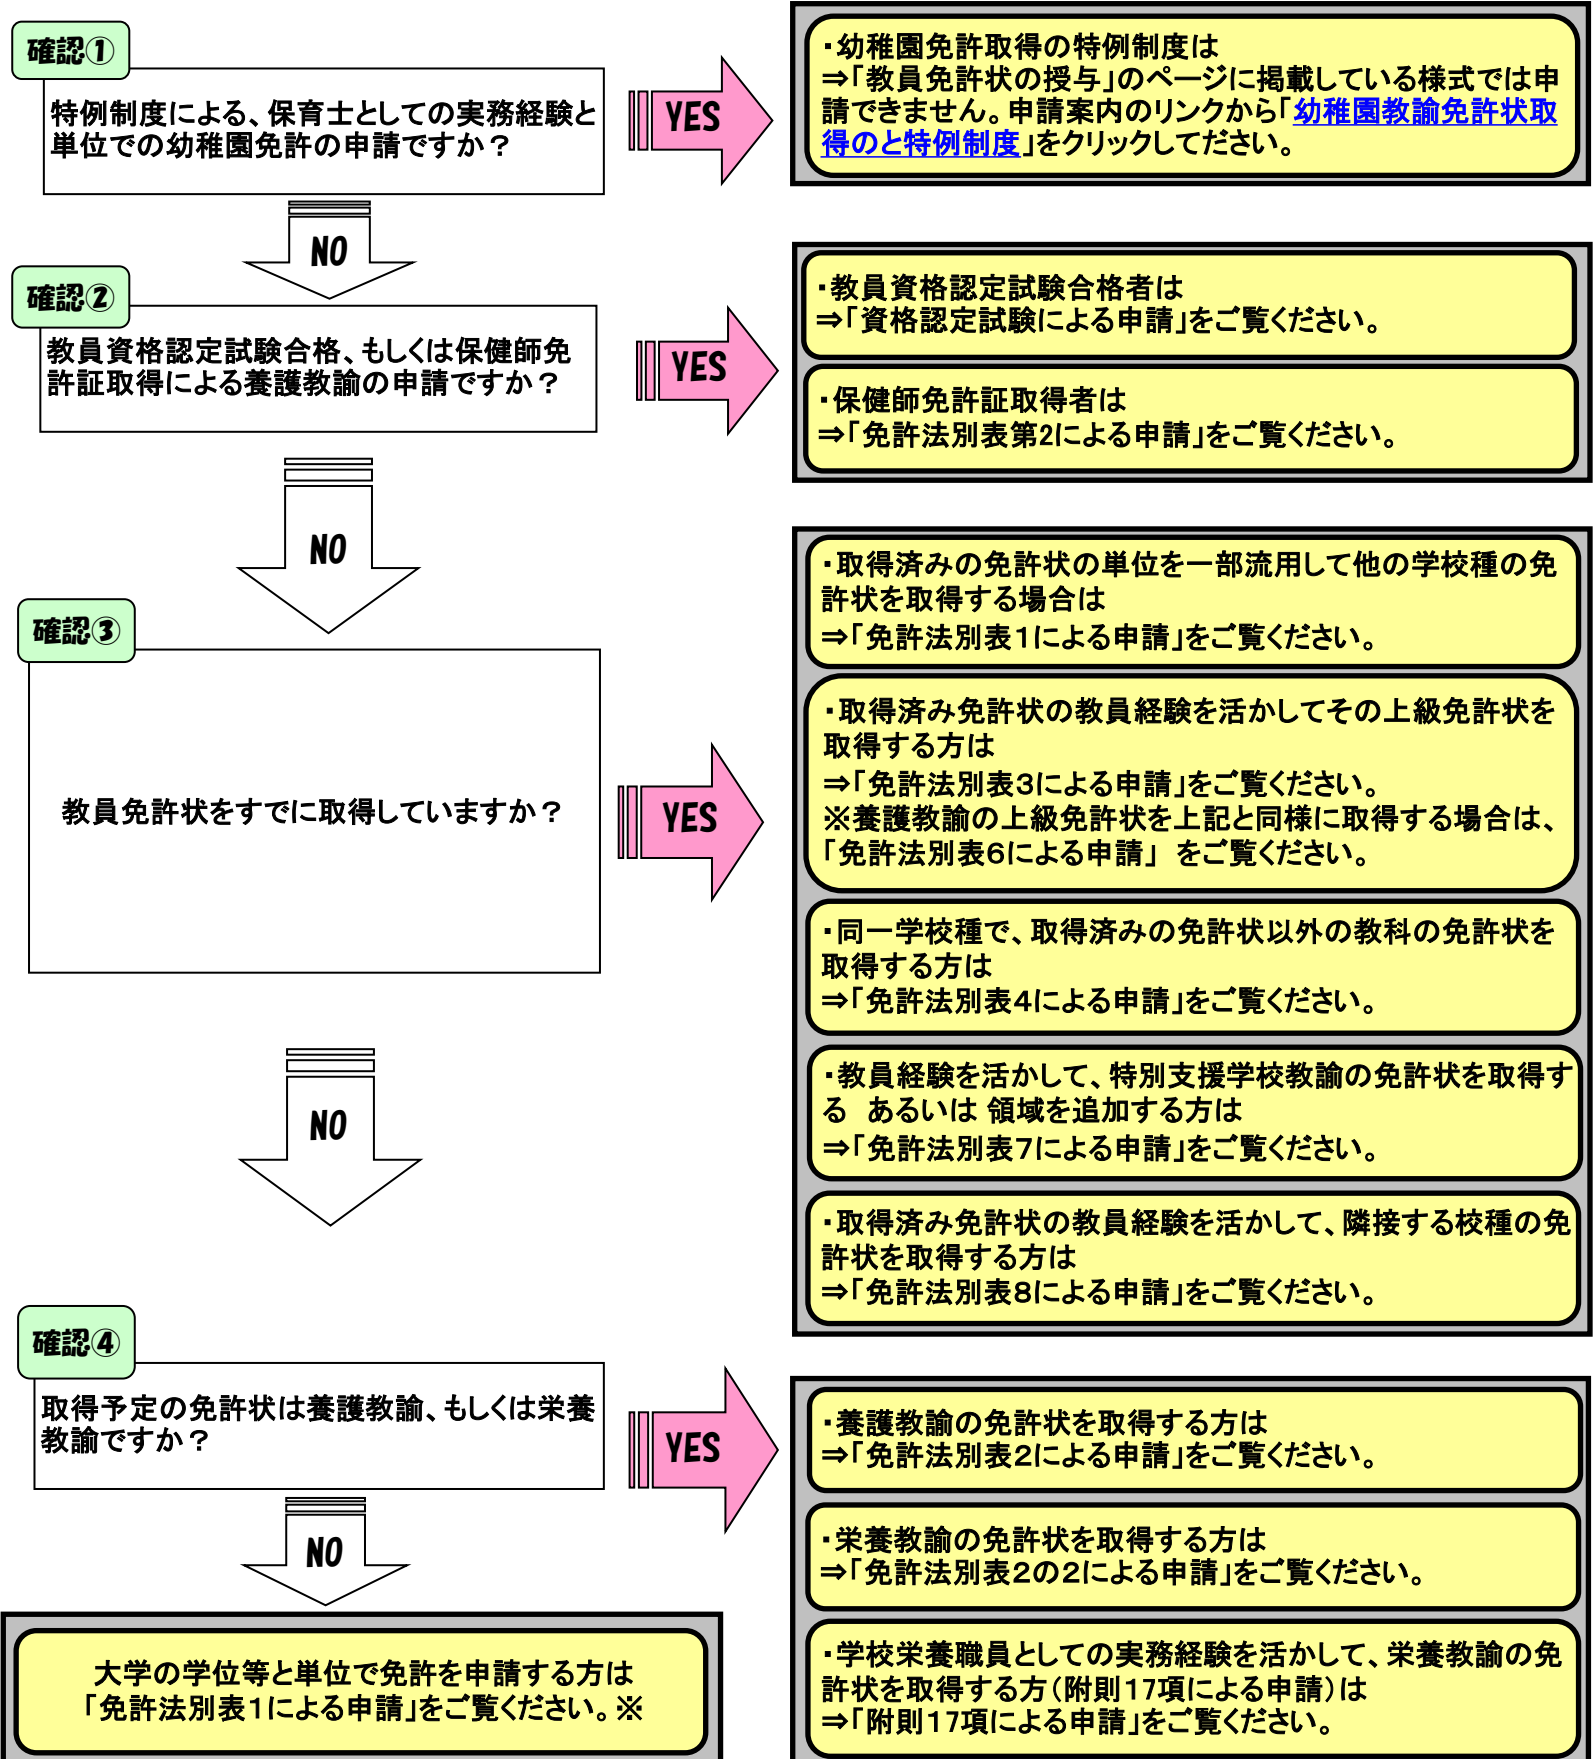 確認①
特例制度による、保育士としての実務経験と
単位での幼稚園免許の申請ですか？
YES
・幼稚園免許取得の特例制度は
⇒「教員免許状の授与」のページに掲載している様式では申
請できません。申請案内のリンクから「幼稚園教諭免許状取
得のと特例制度」をクリックしてださい。
NO
確認②
教員資格認定試験合格、もしくは保健師免
許証取得による養護教諭の申請ですか？
YES
・教員資格認定試験合格者は
⇒「資格認定試験による申請」をご覧ください。
・保健師免許証取得者は
⇒「免許法別表第2による申請」をご覧ください。
NO
確認③
教員免許状をすでに取得していますか？
YES
・取得済みの免許状の単位を一部流用して他の学校種の免
許状を取得する場合は
⇒「免許法別表１による申請」をご覧ください。
・取得済み免許状の教員経験を活かしてその上級免許状を
取得する方は
⇒「免許法別表３による申請」をご覧ください。
※養護教諭の上級免許状を上記と同様に取得する場合は、
「免許法別表６による申請」 をご覧ください。
・同一学校種で、取得済みの免許状以外の教科の免許状を
取得する方は
⇒「免許法別表４による申請」をご覧ください。
・教員経験を活かして、特別支援学校教諭の免許状を取得す
る　あるいは 領域を追加する方は
⇒「免許法別表７による申請」をご覧ください。
・取得済み免許状の教員経験を活かして、隣接する校種の免
許状を取得する方は
⇒「免許法別表８による申請」をご覧ください。
NO
確認④
取得予定の免許状は養護教諭、もしくは栄養
教諭ですか？
YES
・養護教諭の免許状を取得する方は
⇒「免許法別表２による申請」をご覧ください。
・栄養教諭の免許状を取得する方は
⇒「免許法別表２の２による申請」をご覧ください。
・学校栄養職員としての実務経験を活かして、栄養教諭の免
許状を取得する方（附則１７項による申請）は
⇒「附則１７項による申請」をご覧ください。
NO
大学の学位等と単位で免許を申請する方は
「免許法別表１による申請」をご覧ください。※